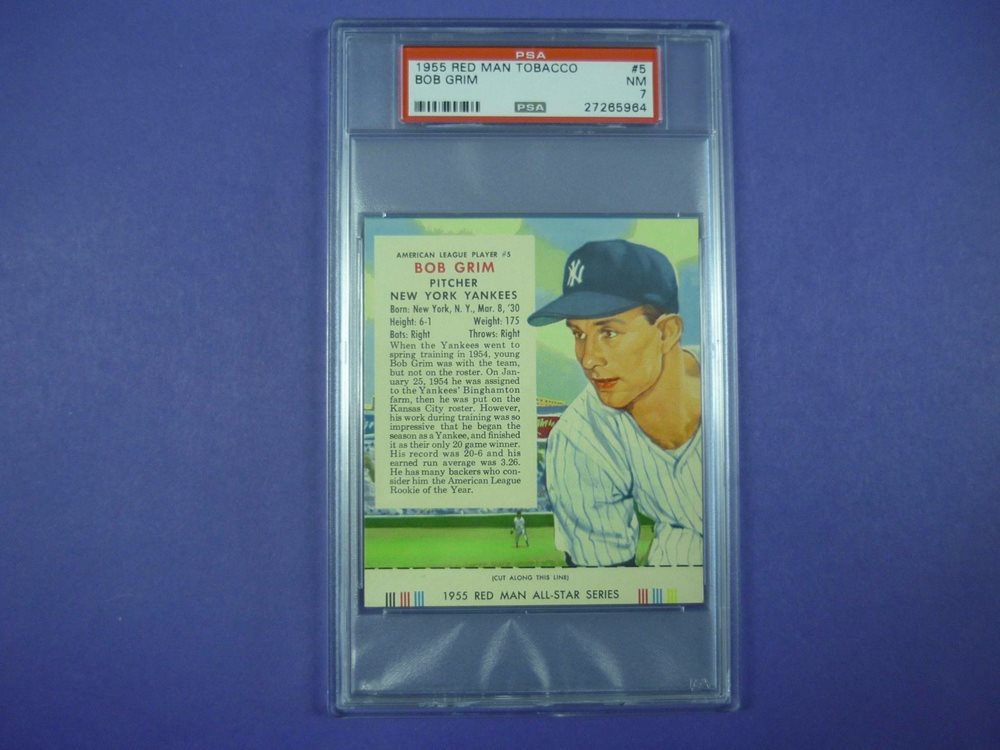 PSA
1955 RED MAN TOBACCO #5
BOB GRIM NM
7
PSA 27265964
AMERICAN LEAGUE PLAYER #5
BOB GRIM
PITCHER
NEW YORK YANKEES
Born: New York, N. Y., Mar. 8, '30
Height: 6-1 Weight: 175
Bats: Right Throws: Right
When the Yankees went to
spring training in 1954, young
Bob Grim was with the team,
but not on the roster. On Jan-
uary 25, 1954 he was assigned
to the Yankees' Binghamton
farm, then he was put on the
Kansas City roster. However,
his work during training was so
impressive that he began the
season as a Yankee, and finished
it as their only 20 game winner.
His record was 20-6 and his
earned run average was 3.26.
He has many backers who con-
sider him the American League
Rookie of the Year.
NY
(CUT ALONG THIS LINE)
1955 RED MAN ALL-STAR SERIES